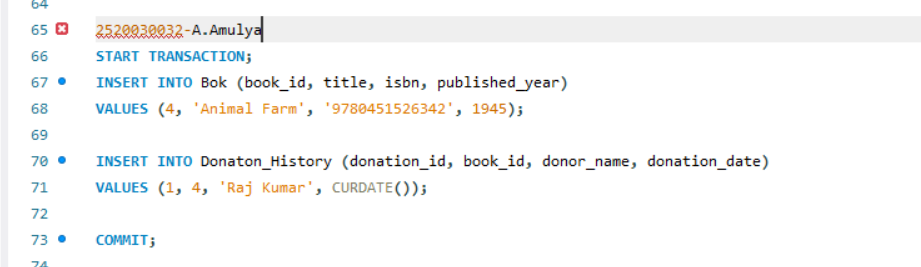 64
65 2520030032-A.Amulya
66 START TRANSACTION;
67 INSERT INTO Bok (book_id, title, isbn, published_year)
68 VALUES (4, 'Animal Farm', '9780451526342', 1945);
69
70 INSERT INTO Donaton_History (donation_id, book_id, donor_name, donation_date)
71 VALUES (1, 4, 'Raj Kumar', CURDATE());
72
73 COMMIT;
74